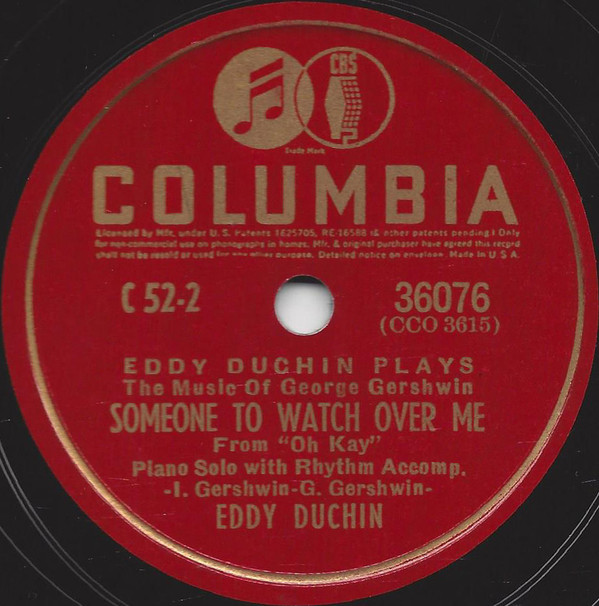 CBS
Trade Mark
COLUMBIA
Licensed by Mfr. under U.S. Patents 1625705, RE 16588 (& other patents pending.) Only
for non-commercial use on phonographs in homes. Mfr. & original purchaser have agreed this record
shall not be resold or used for any other purpose. Detailed notice on envelope. Made in U S A.
C 52-2
36076
(CCO 3615)
EDDY DUCHIN PLAYS
The Music Of George Gershwin
SOMEONE TO WATCH OVER ME
From "Oh Kay"
Piano Solo with Rhythm Accomp.
-I. Gershwin-G. Gershwin-
EDDY DUCHIN